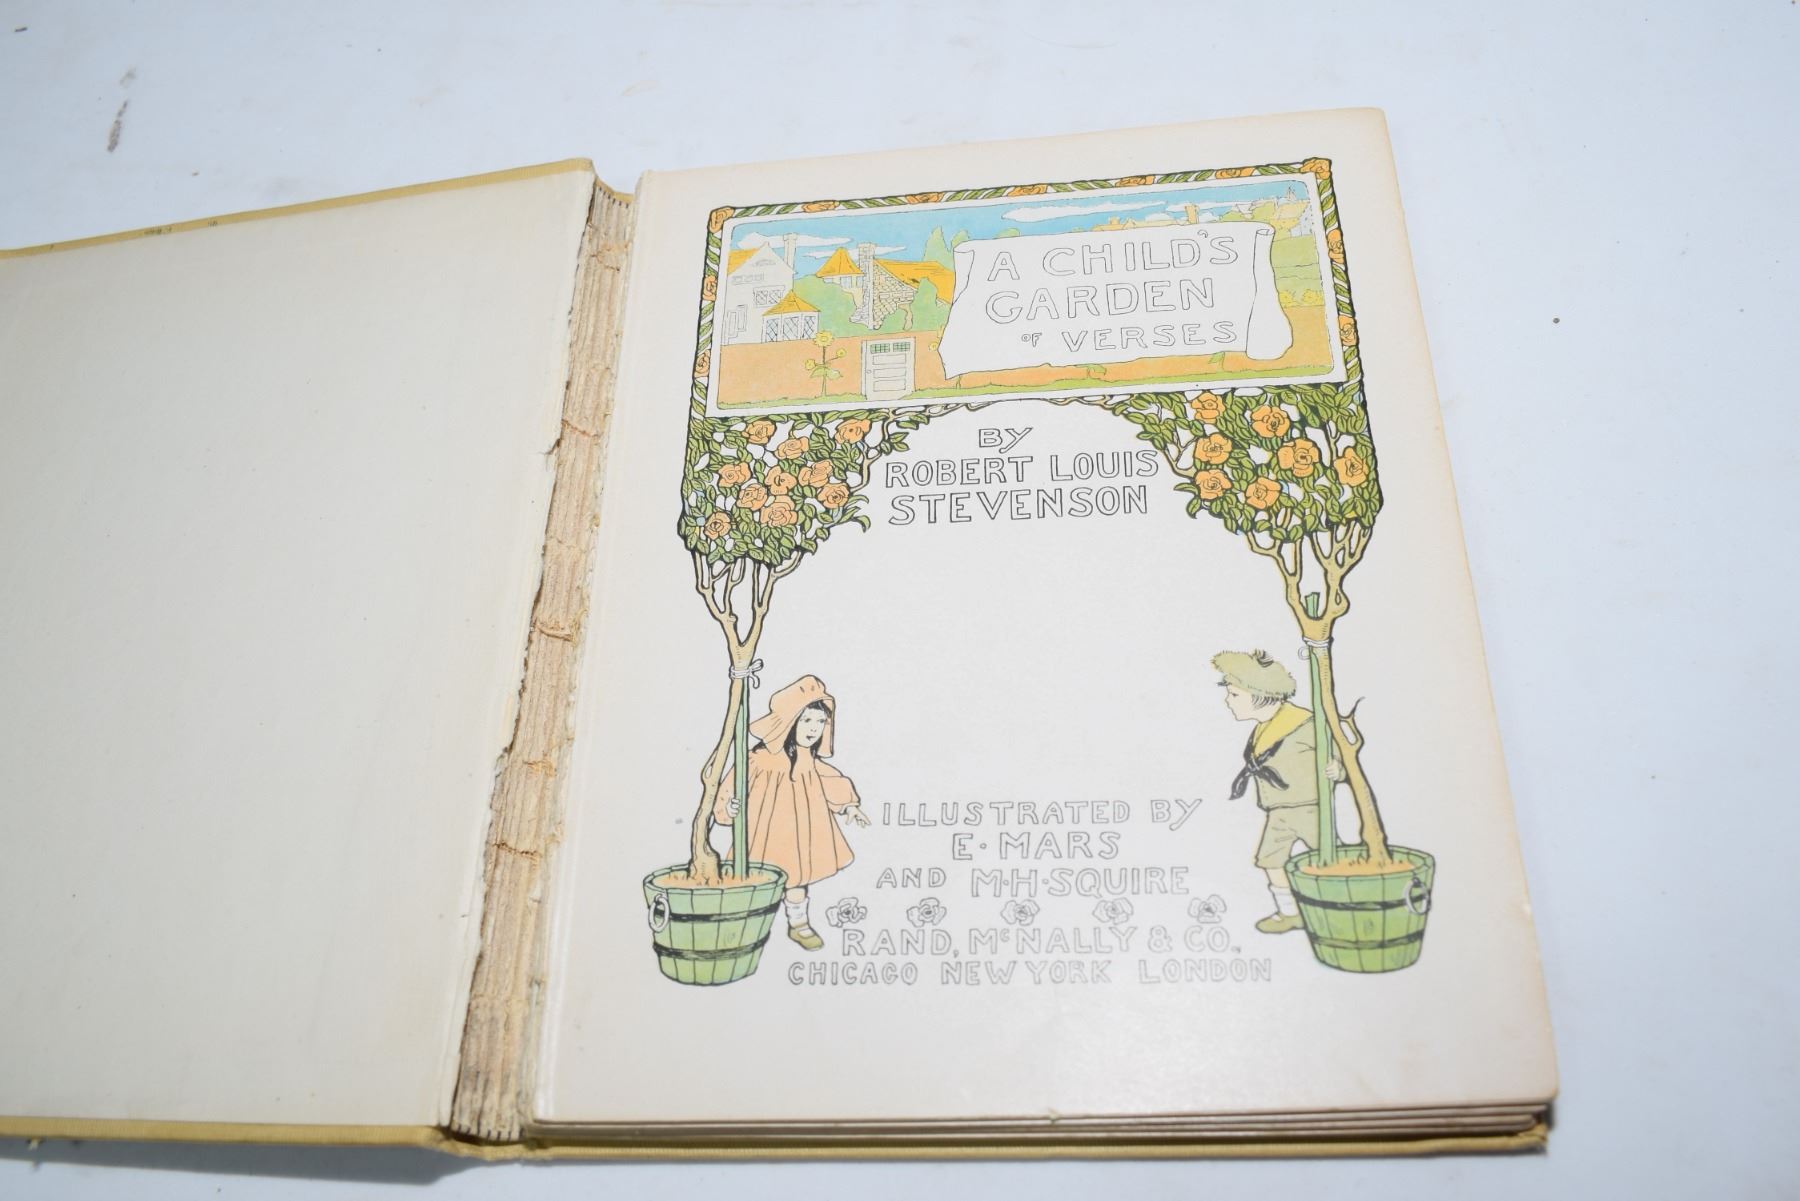 A CHILD'S
GARDEN
OF VERSES
BY
ROBERT LOUIS
STEVENSON
ILLUSTRATED BY
E·MARS
AND M·H·SQUIRE
RAND, McNALLY & CO.,
CHICAGO NEW YORK LONDON